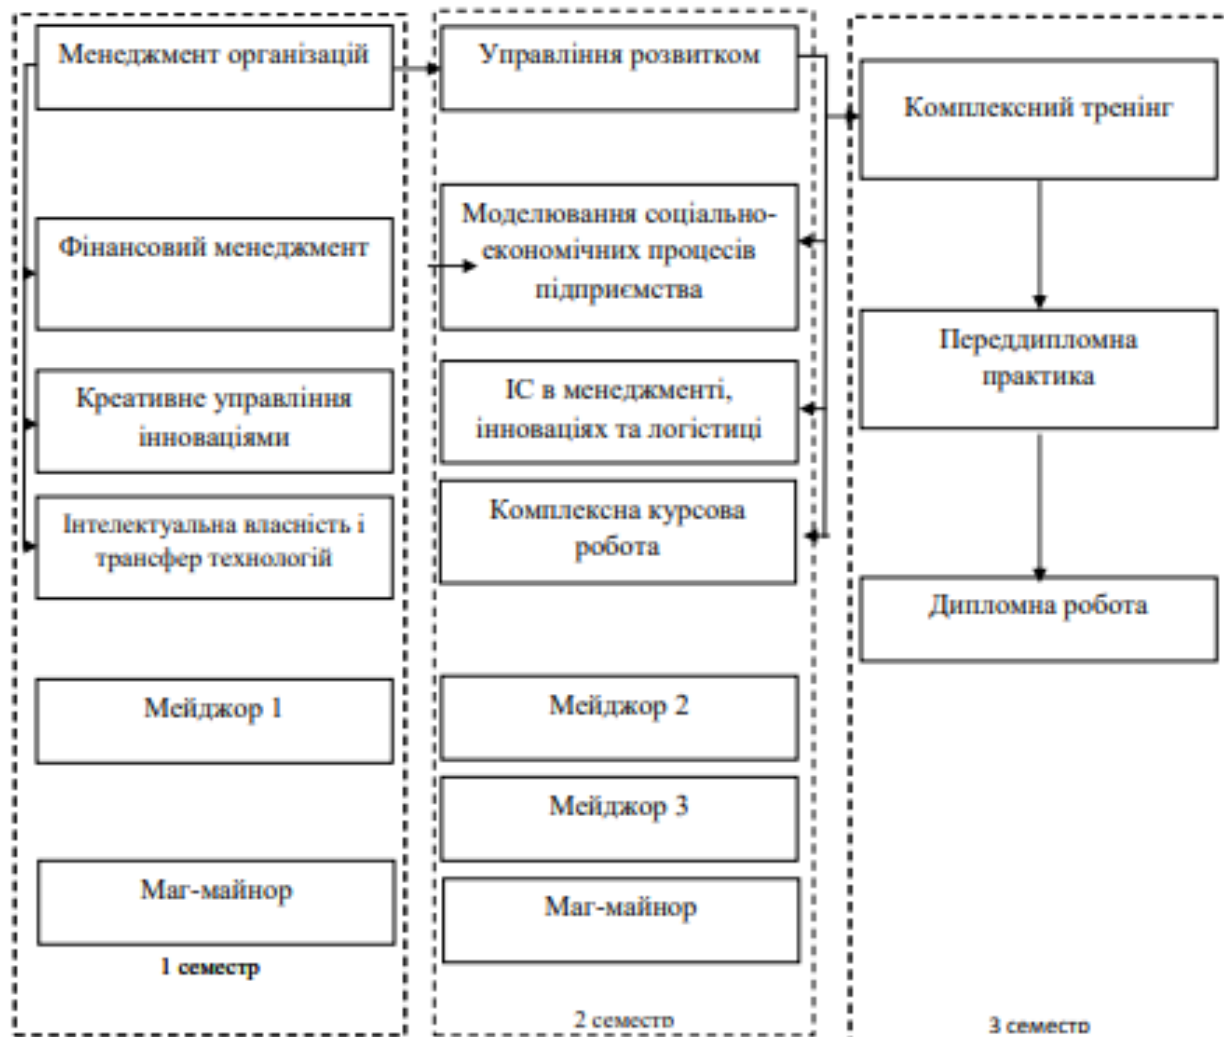 Менеджмент організацій
Фінансовий менеджмент
Креативне управління
інноваціями
Інтелектуальна власність і
трансфер технологій
Мейджор 1
Маг-майнор
1 семестр
Управління розвитком
Моделювання соціально-
економічних процесів
підприємства
ІС в менеджменті,
інноваціях та логістиці
Комплексна курсова
робота
Мейджор 2
Мейджор 3
Маг-майнор
2 семестр
Комплексний тренінг
Переддипломна
практика
Дипломна робота
3 семестр